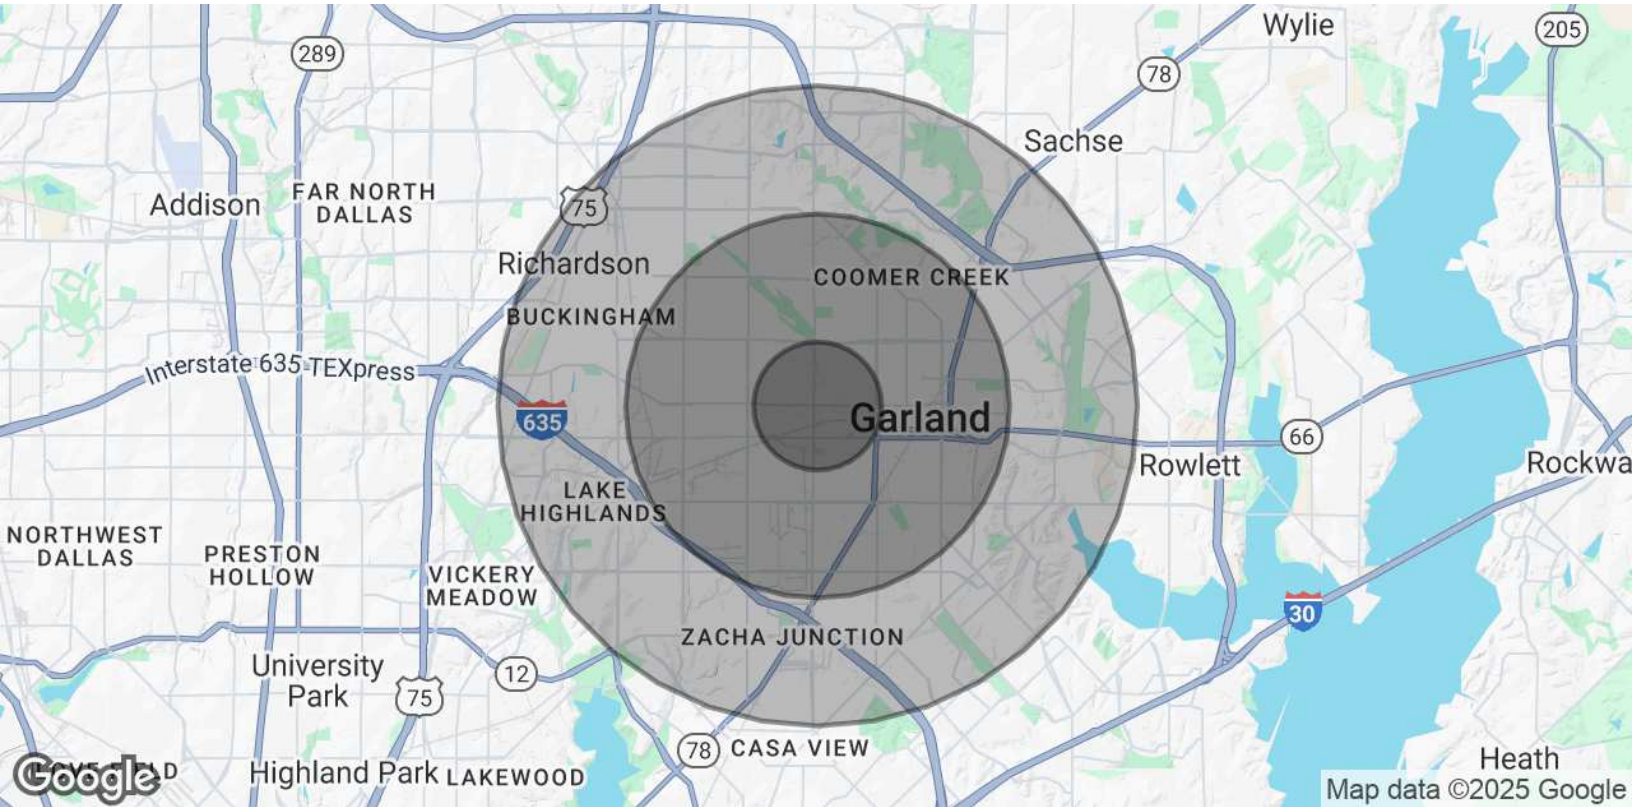 Wylie
205
289
78
Sachse
FAR NORTH
DALLAS
Addison
75
Richardson
COOMER CREEK
BUCKINGHAM
Interstate 635 TEXpress
635
Garland
66
Rowlett
Rockwa
LAKE
HIGHLANDS
NORTHWEST
DALLAS
PRESTON
HOLLOW
VICKERY
MEADOW
30
ZACHA JUNCTION
University
Park
12
75
78
CASA VIEW
Heath
LOVE FIELD
Google
Highland Park
LAKEWOOD
Map data ©2025 Google